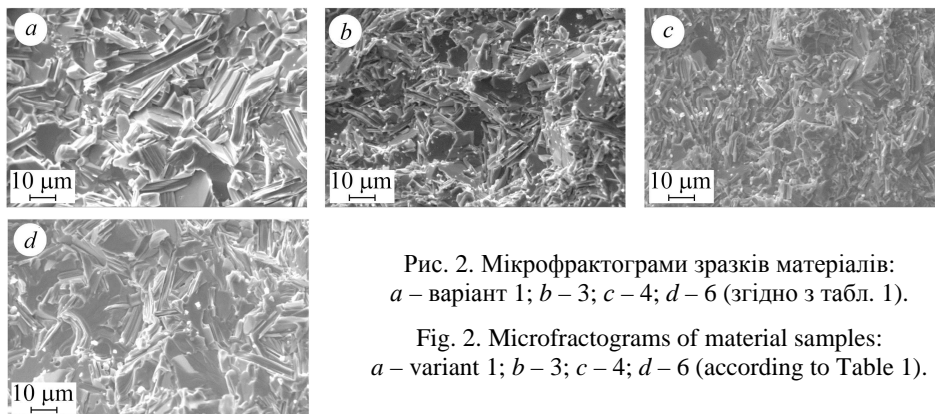 a
b
c
10 μm
10 μm
10 μm
d
10 μm
Рис. 2. Мікрофрактограми зразків матеріалів:
a – варіант 1; b – 3; c – 4; d – 6 (згідно з табл. 1).
Fig. 2. Microfractograms of material samples:
a – variant 1; b – 3; c – 4; d – 6 (according to Table 1).